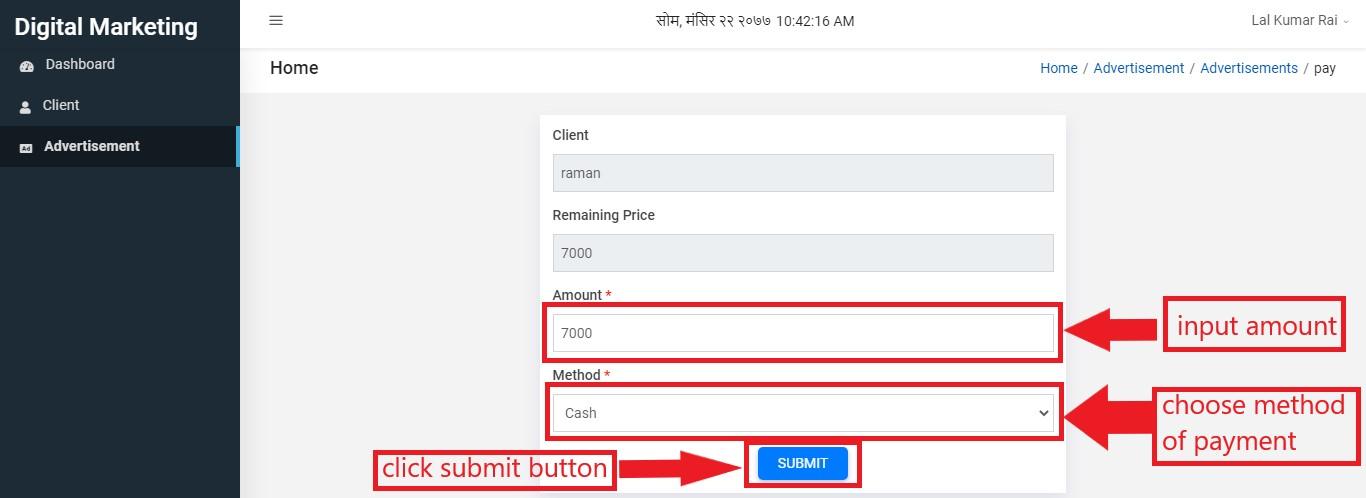 Digital Marketing
सोम, मंसिर २२ २०७७ 10:42:16 AM
Lal Kumar Rai
Dashboard
Client
Ad Advertisement
Home
Home / Advertisement / Advertisements / pay
Client
raman
Remaining Price
7000
Amount *
7000
input amount
Method *
Cash
choose method
of payment
click submit button
SUBMIT